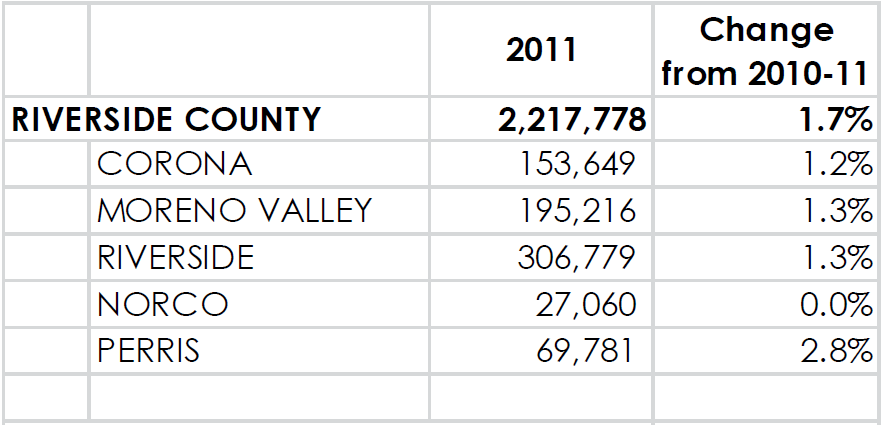 2011 Change
from 2010-11
RIVERSIDE COUNTY 2,217,778 1.7%
CORONA 153,649 1.2%
MORENO VALLEY 195,216 1.3%
RIVERSIDE 306,779 1.3%
NORCO 27,060 0.0%
PERRIS 69,781 2.8%